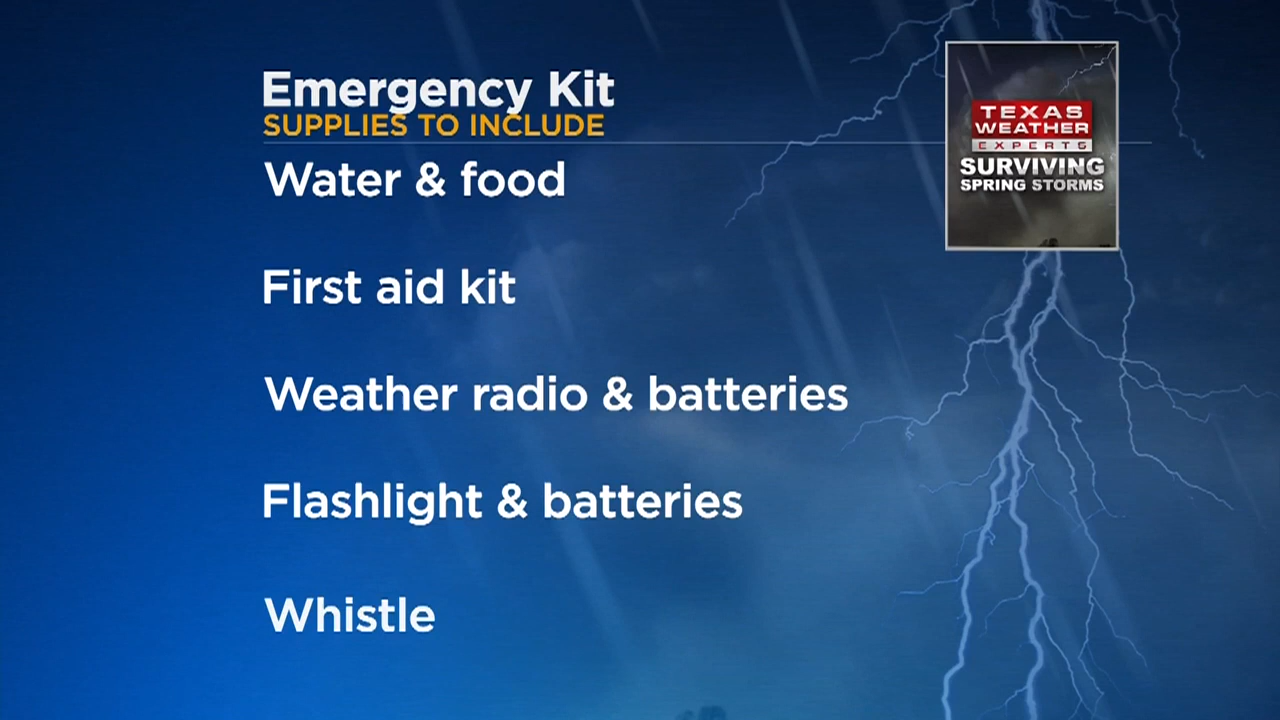 Emergency Kit
SUPPLIES TO INCLUDE
Water & food
First aid kit
Weather radio & batteries
Flashlight & batteries
Whistle
TEXAS
WEATHER
EXPERTS
SURVIVING
SPRING STORMS